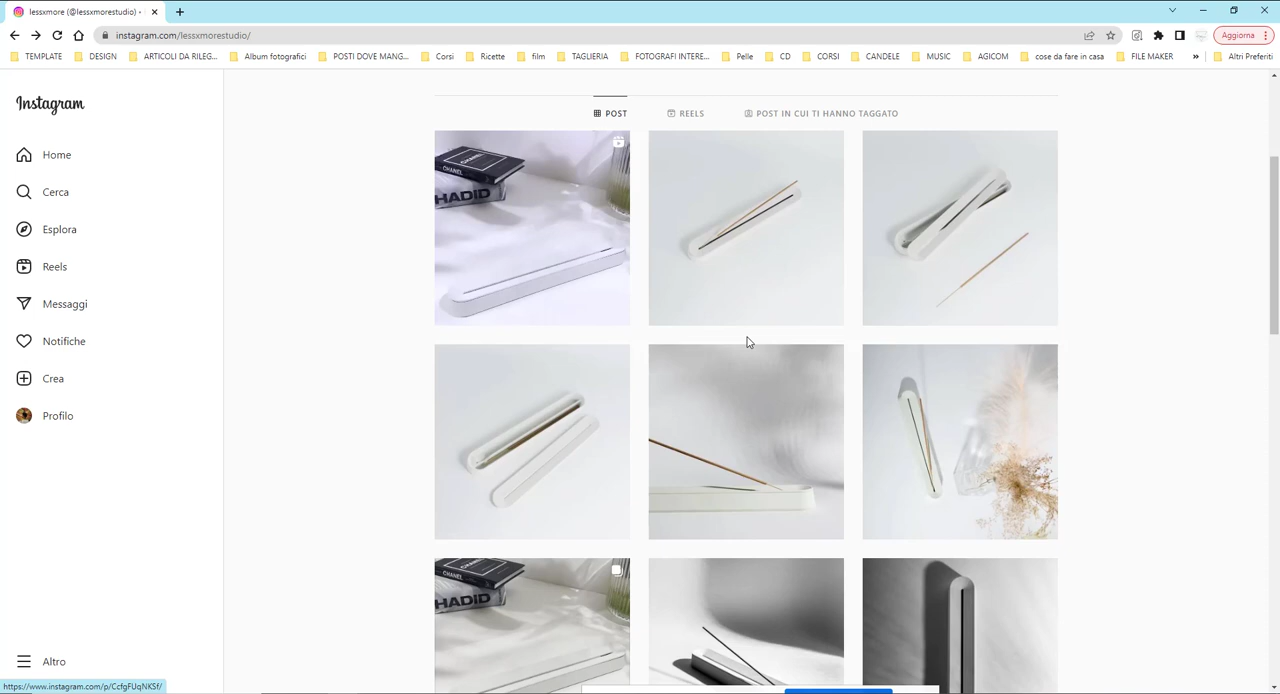 lessxmore (@lessxmorestudio) •
instagram.com/lessxmorestudio/
Aggiorna
TEMPLATE DESIGN ARTICOLI DA RILEG... Album fotografici POSTI DOVE MANG... Corsi Ricette film TAGLIERIA FOTOGRAFI INTERE... Pelle CD CORSI CANDELE MUSIC AGICOM cose da fare in casa FILE MAKER » Altri Preferiti
Instagram
Home
Cerca
Esplora
Reels
Messaggi
Notifiche
Crea
Profilo
Altro
POST REELS POST IN CUI TI HANNO TAGGATO
CHANEL
HADID
CHANEL
HADID
https://www.instagram.com/p/CcfgFUqNKSf/